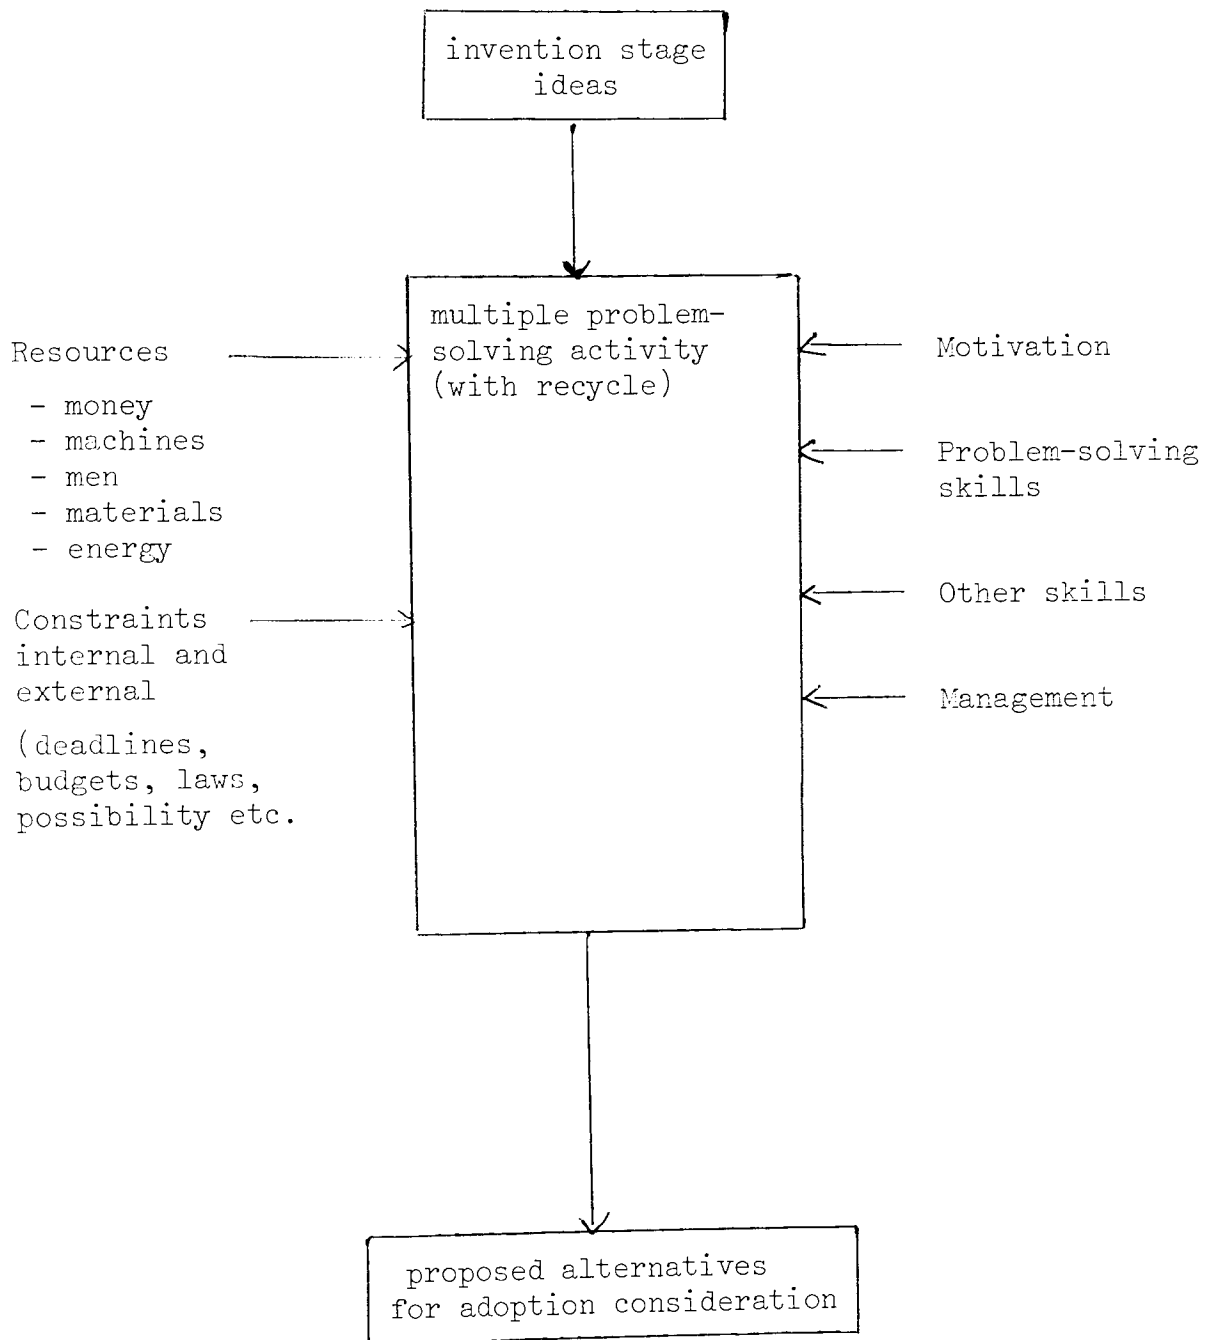 invention stage
ideas
multiple problem-
solving activity
(with recycle)
Resources
- money
- machines
- men
- materials
- energy
Constraints
internal and
external
(deadlines,
budgets, laws,
possibility etc.
Motivation
Problem-solving
skills
Other skills
Management
proposed alternatives
for adoption consideration